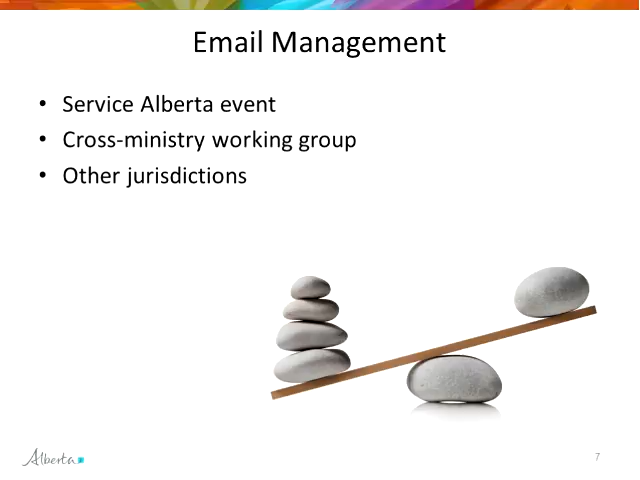 Email Management
• Service Alberta event
• Cross-ministry working group
• Other jurisdictions
Alberta
7